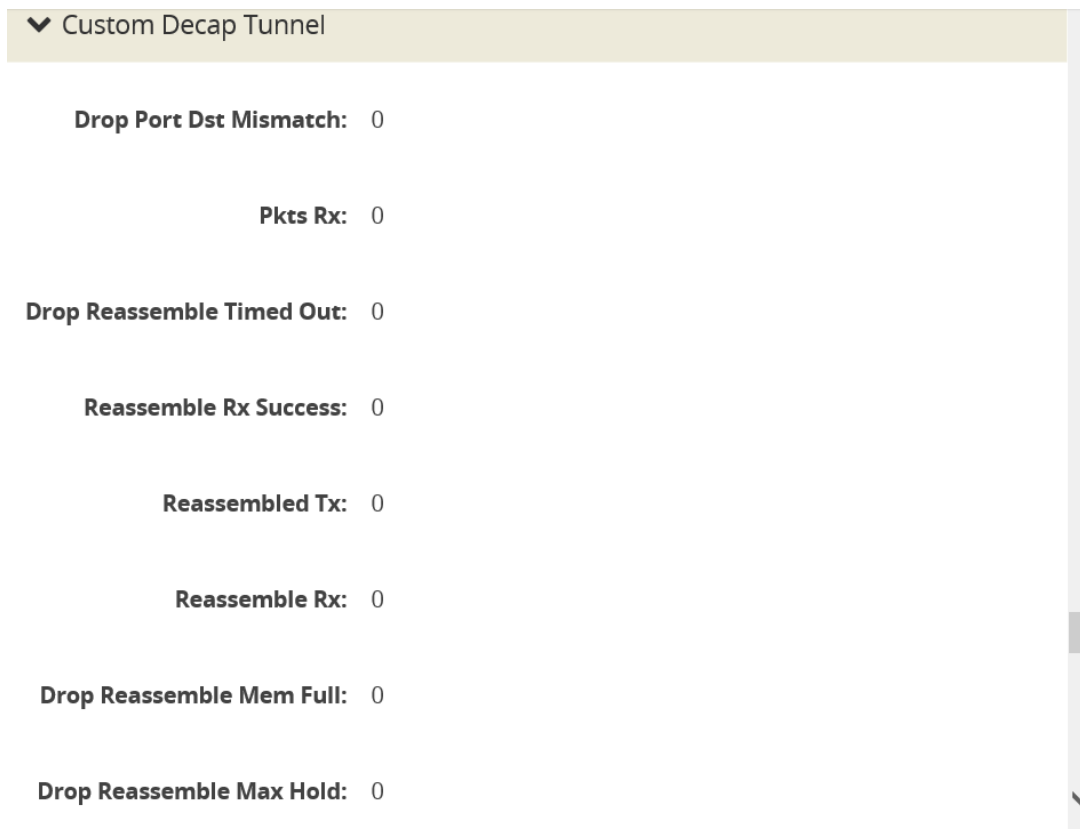 Custom Decap Tunnel
Drop Port Dst Mismatch: 0
Pkts Rx: 0
Drop Reassemble Timed Out: 0
Reassemble Rx Success: 0
Reassembled Tx: 0
Reassemble Rx: 0
Drop Reassemble Mem Full: 0
Drop Reassemble Max Hold: 0